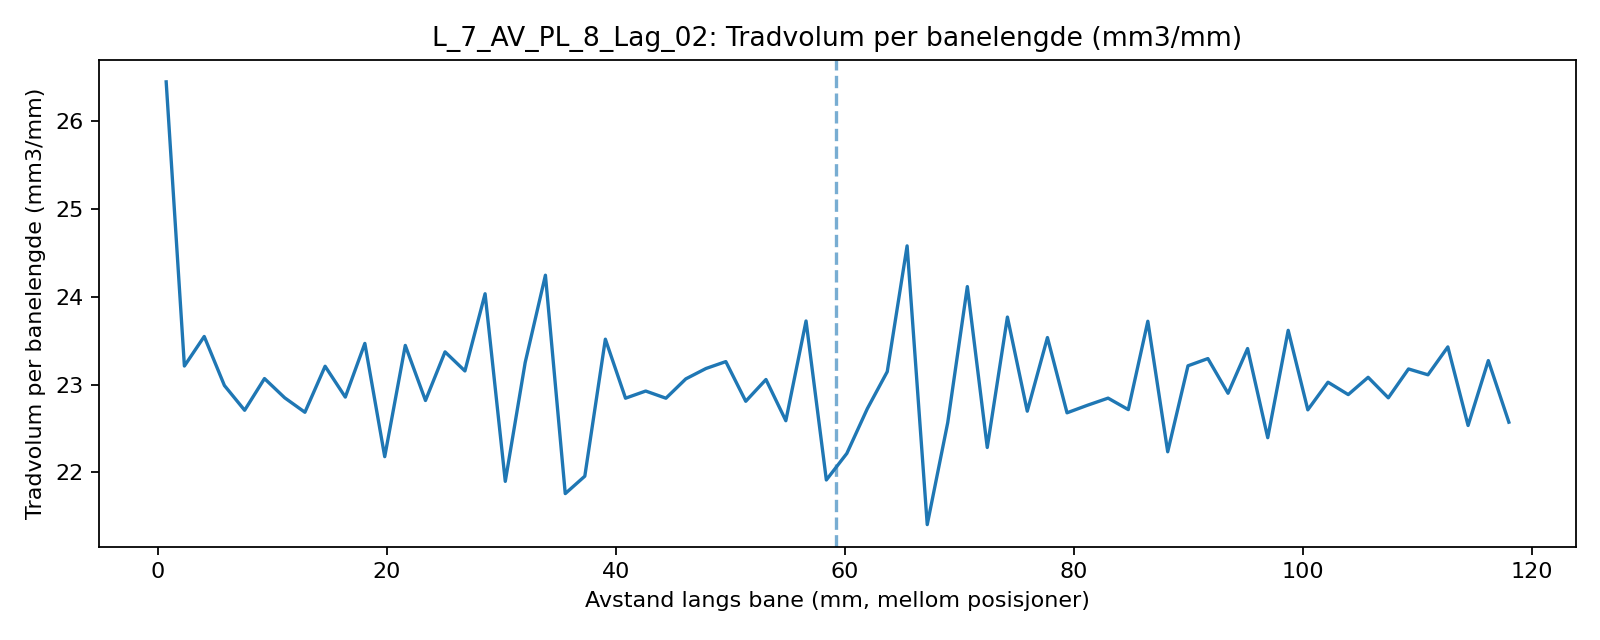 L_7_AV_PL_8_Lag_02: Tradvolum per banelengde (mm3/mm)
Tradvolum per banelengde (mm3/mm)
26
25
24
23
22
0 20 40 60 80 100 120
Avstand langs bane (mm, mellom posisjoner)